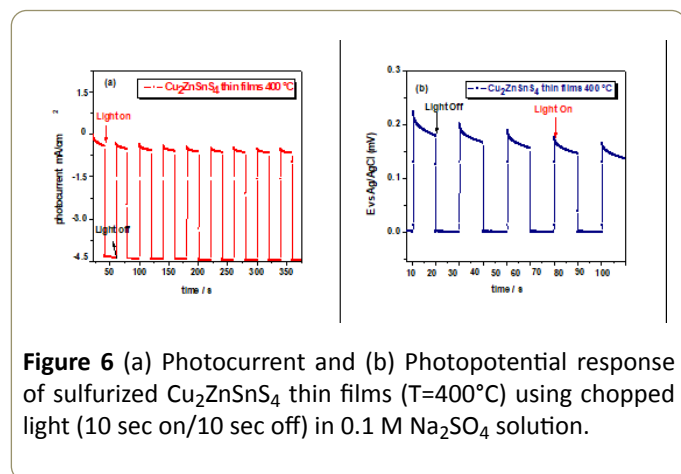 (a)
Cu₂ZnSnS₄ thin films 400 °C
1.5
0
-1.5
-3.0
-4.5
photocurrent mA/cm ²
Light on
Light off
50 100 150 200 250 300 350
time / s
(b)
Cu₂ZnSnS₄ thin films 400 °C
0.3
0.2
0.1
0.0
E vs Ag/AgCl (mV)
Light Off
Light On
10 20 30 40 50 60 70 80 90 100
time / s
Figure 6 (a) Photocurrent and (b) Photopotential response
of sulfurized Cu₂ZnSnS₄ thin films (T=400°C) using chopped
light (10 sec on/10 sec off) in 0.1 M Na₂SO₄ solution.